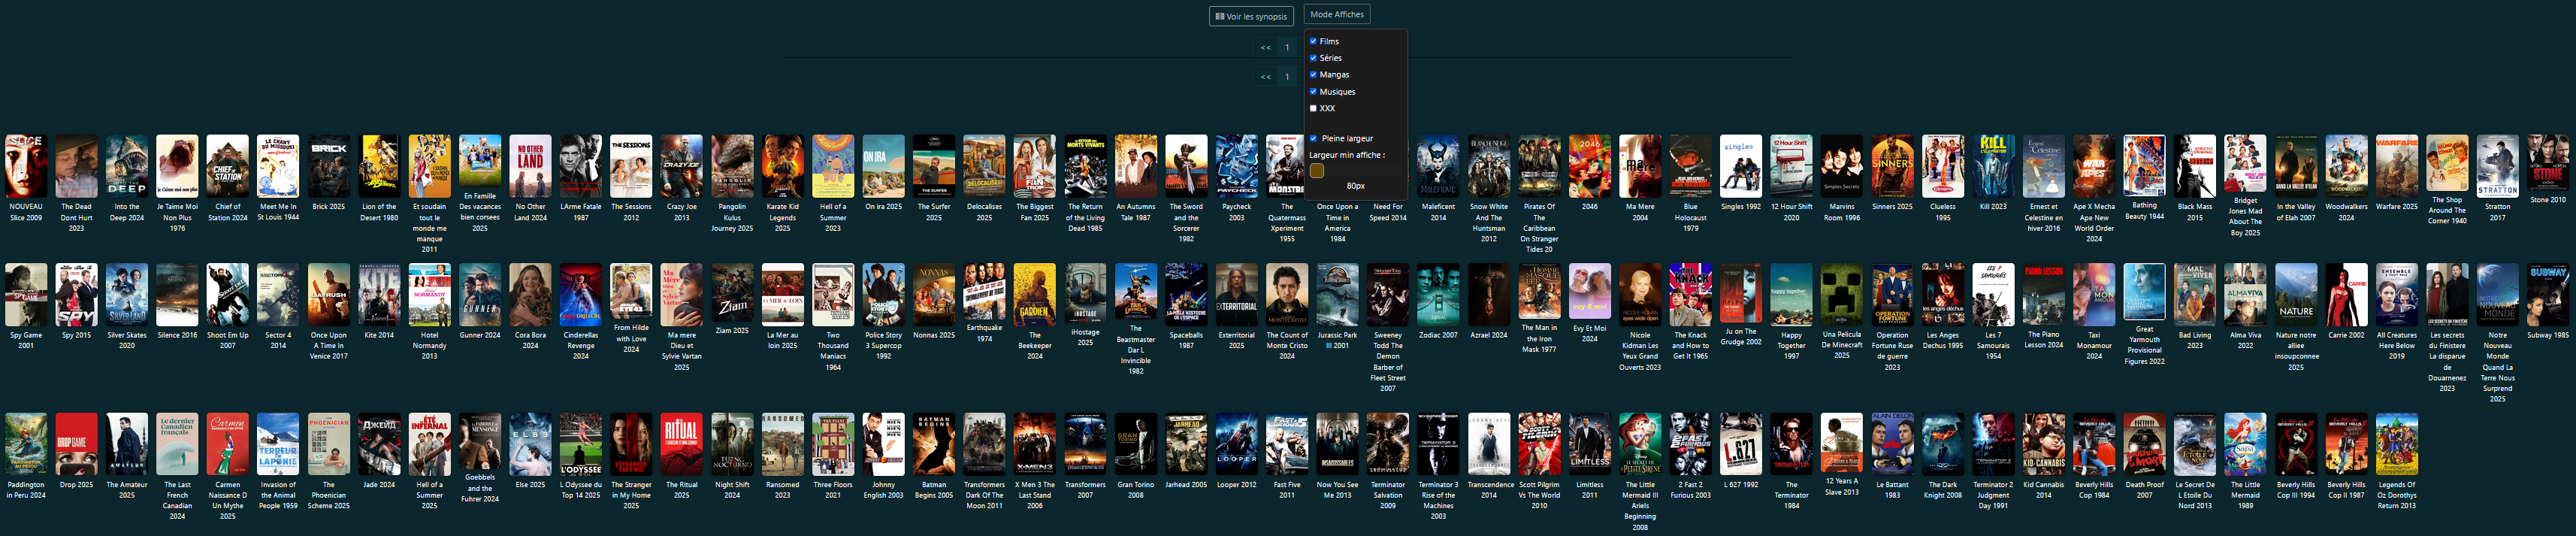 Voir les synopsis
Mode Affiches
Films
Séries
Mangas
Musiques
XXX
Pleine largeur
Largeur min affiche :
80px
<< 1
<< 1
NOUVEAU Slice 2009
The Dead Dont Hurt 2023
Into the Deep 2024
Je Taime Moi Non Plus 1976
Chief of Station 2024
Meet Me In St Louis 1944
Brick 2025
Lion of the Desert 1980
Et soudain tout le monde me manque 2011
En Famille Des vacances bien corsees 2025
No Other Land 2024
LArme Fatale 1987
The Sessions 2012
Crazy Joe 2013
Pangolin Kulus Journey 2025
Karate Kid Legends 2025
Hell of a Summer 2023
On ira 2025
The Surfer 2025
Delocalises 2025
The Biggest Fan 2025
The Return of the Living Dead 1985
An Autumns Tale 1987
The Sword and the Sorcerer 1982
Paycheck 2003
The Quatermass Xperiment 1955
Once Upon a Time in America 1984
Need For Speed 2014
Maleficent 2014
Snow White And The Huntsman 2012
Pirates Of The Caribbean On Stranger Tides 20
2046
Ma Mere 2004
Blue Holocaust 1979
Singles 1992
12 Hour Shift 2020
Marvins Room 1996
Sinners 2025
Clueless 1995
Kill 2023
Ernest et Celestine en hiver 2016
Ape X Mecha Ape New World Order 2024
Bathing Beauty 1944
Black Mass 2015
Bridget Jones Mad About The Boy 2025
In the Valley of Elah 2007
Woodwalkers 2024
Warfare 2025
The Shop Around The Corner 1940
Stratton 2017
Stone 2010
Spy Game 2001
Spy 2015
Silver Skates 2020
Silence 2016
Shoot Em Up 2007
Sector 4 2014
Once Upon A Time In Venice 2017
Kite 2014
Hotel Normandy 2013
Gunner 2024
Cora Bora 2024
Cinderellas Revenge 2024
From Hilde with Love 2024
Ma mere Dieu et Sylvie Vartan 2025
Ziam 2025
La Mer au loin 2025
Two Thousand Maniacs 1964
Police Story 3 Supercop 1992
Nonnas 2025
Earthquake 1974
The Beekeeper 2024
iHostage 2025
The Beastmaster Dar L Invincible 1982
Spaceballs 1987
Exterritorial 2025
The Count of Monte Cristo 2024
Jurassic Park III 2001
Sweeney Todd The Demon Barber of Fleet Street 2007
Zodiac 2007
Azrael 2024
The Man in the Iron Mask 1977
Evy Et Moi 2024
Nicole Kidman Les Yeux Grand Ouverts 2023
The Knack and How to Get It 1965
Ju on The Grudge 2002
Happy Together 1997
Una Pelicula De Minecraft 2025
Operation Fortune Ruse de guerre 2023
Les Anges Dechus 1995
Les 7 Samourais 1954
The Piano Lesson 2024
Taxi Monamour 2024
Great Yarmouth Provisional Figures 2022
Bad Living 2023
Alma Viva 2022
Nature notre alliee insoupconnee 2025
Carrie 2002
All Creatures Here Below 2019
Les secrets du Finistere La disparue de Douarnenez 2023
Notre Nouveau Monde Quand La Terre Nous Surprend 2025
Subway 1985
Paddington in Peru 2024
Drop 2025
The Amateur 2025
The Last French Canadian 2024
Carmen Naissance D Un Mythe 2025
Invasion of the Animal People 1959
The Phoenician Scheme 2025
Jade 2024
Hell of a Summer 2025
Goebbels and the Fuhrer 2024
Else 2025
L Odyssee du Top 14 2025
The Stranger in My Home 2025
The Ritual 2025
Night Shift 2024
Ransomed 2023
Three Floors 2021
Johnny English 2003
Batman Begins 2005
Transformers Dark Of The Moon 2011
X Men 3 The Last Stand 2006
Transformers 2007
Gran Torino 2008
Jarhead 2005
Looper 2012
Fast Five 2011
Now You See Me 2013
Terminator Salvation 2009
Terminator 3 Rise of the Machines 2003
Transcendence 2014
Scott Pilgrim Vs The World 2010
Limitless 2011
The Little Mermaid III Ariels Beginning 2008
2 Fast 2 Furious 2003
L 627 1992
The Terminator 1984
12 Years A Slave 2013
Le Battant 1983
The Dark Knight 2008
Terminator 2 Judgment Day 1991
Kid Cannabis 2014
Beverly Hills Cop 1984
Death Proof 2007
Le Secret De L Etoile Du Nord 2013
The Little Mermaid 1989
Beverly Hills Cop III 1994
Beverly Hills Cop II 1987
Legends Of Oz Dorothys Return 2013